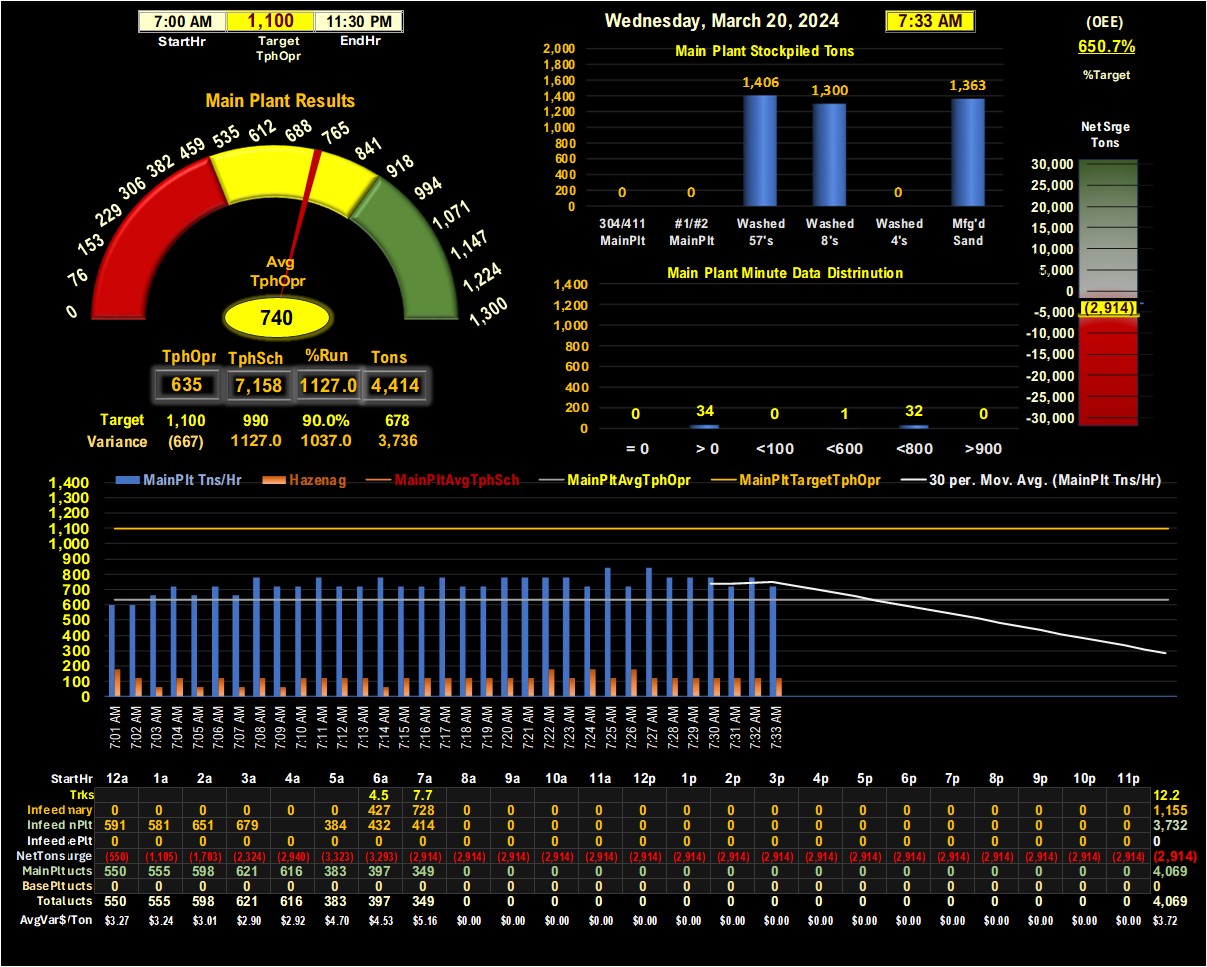 7:00 AM 1,100 11:30 PM
StartHr Target TphOpr EndHr
Wednesday, March 20, 2024 7:33 AM
(OEE)
650.7%
%Target
Main Plant Results
0 76 153 229 306 382 459 535 612 688 765 841 918 994 1,071 1,147 1,224 1,300
Avg
TphOpr
740
TphOpr TphSch %Run Tons
635 7,158 1127.0 4,414
Target 1,100 990 90.0% 678
Variance (667) 1127.0 1037.0 3,736
Main Plant Stockpiled Tons
2,000
1,800
1,600
1,400
1,200
1,000
800
600
400
200
0
0 0 1,406 1,300 0 1,363
304/411 #1/#2 Washed Washed Washed Mfg'd
MainPlt MainPlt 57's 8's 4's Sand
Main Plant Minute Data Distrinution
1,400
1,200
1,000
800
600
400
200
0
0 34 0 1 32 0
= 0 > 0 <100 <600 <800 >900
Net Srge
Tons
30,000
25,000
20,000
15,000
10,000
5,000
0
(2,914)
-5,000
-10,000
-15,000
-20,000
-25,000
-30,000
MainPlt Tns/Hr Hazenag MainPltAvgTphSch MainPltAvgTphOpr MainPltTargetTphOpr 30 per. Mov. Avg. (MainPlt Tns/Hr)
1,400
1,300
1,200
1,100
1,000
900
800
700
600
500
400
300
200
100
0
7:01 AM 7:02 AM 7:03 AM 7:04 AM 7:05 AM 7:06 AM 7:07 AM 7:08 AM 7:09 AM 7:10 AM 7:11 AM 7:12 AM 7:13 AM 7:14 AM 7:15 AM 7:16 AM 7:17 AM 7:18 AM 7:19 AM 7:20 AM 7:21 AM 7:22 AM 7:23 AM 7:24 AM 7:25 AM 7:26 AM 7:27 AM 7:28 AM 7:29 AM 7:30 AM 7:31 AM 7:32 AM 7:33 AM
StartHr 12a 1a 2a 3a 4a 5a 6a 7a 8a 9a 10a 11a 12p 1p 2p 3p 4p 5p 6p 7p 8p 9p 10p 11p
Trks 4.5 7.7 12.2
Infeed nary 0 0 0 0 0 0 427 728 0 0 0 0 0 0 0 0 0 0 0 0 0 0 0 0 1,155
Infeed nPlt 591 581 651 679 384 432 414 0 0 0 0 0 0 0 0 0 0 0 0 0 0 0 0 3,732
Infeed ePlt 0 0 0 0 0 0 0 0 0 0 0 0 0 0 0 0 0 0 0 0 0 0 0 0 0
NetTons urge (550) (1,105) (1,703) (2,324) (2,940) (3,323) (3,293) (2,914) (2,914) (2,914) (2,914) (2,914) (2,914) (2,914) (2,914) (2,914) (2,914) (2,914) (2,914) (2,914) (2,914) (2,914) (2,914) (2,914) (2,914)
MainPlt ucts 550 555 598 621 616 383 397 349 0 0 0 0 0 0 0 0 0 0 0 0 0 0 0 0 4,069
BasePlt ucts 0 0 0 0 0 0 0 0 0 0 0 0 0 0 0 0 0 0 0 0 0 0 0 0 0
Total ucts 550 555 598 621 616 383 397 349 0 0 0 0 0 0 0 0 0 0 0 0 0 0 0 0 4,069
AvgVar$/Ton $3.27 $3.24 $3.01 $2.90 $2.92 $4.70 $4.53 $5.16 $0.00 $0.00 $0.00 $0.00 $0.00 $0.00 $0.00 $0.00 $0.00 $0.00 $0.00 $0.00 $0.00 $0.00 $0.00 $0.00 $3.72